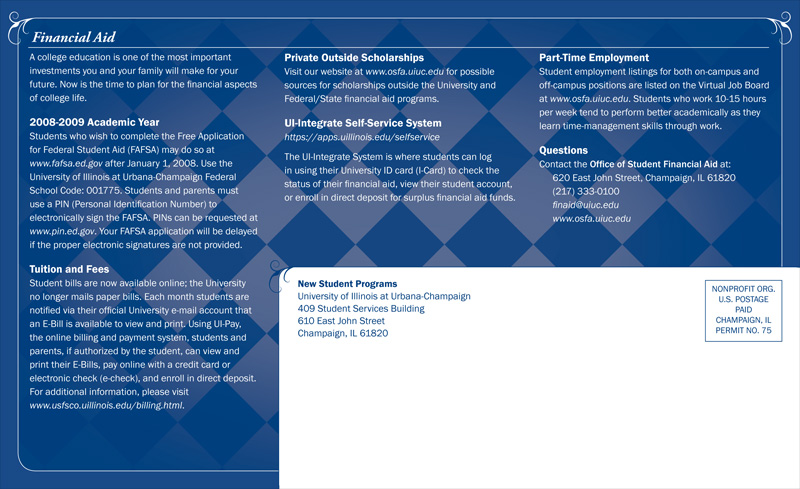 Financial Aid
A college education is one of the most important
investments you and your family will make for your
future. Now is the time to plan for the financial aspects
of college life.
2008-2009 Academic Year
Students who wish to complete the Free Application
for Federal Student Aid (FAFSA) may do so at
www.fafsa.ed.gov after January 1, 2008. Use the
University of Illinois at Urbana-Champaign Federal
School Code: 001775. Students and parents must
use a PIN (Personal Identification Number) to
electronically sign the FAFSA. PINs can be requested at
www.pin.ed.gov. Your FAFSA application will be delayed
if the proper electronic signatures are not provided.
Tuition and Fees
Student bills are now available online; the University
no longer mails paper bills. Each month students are
notified via their official University e-mail account that
an E-Bill is available to view and print. Using UI-Pay,
the online billing and payment system, students and
parents, if authorized by the student, can view and
print their E-Bills, pay online with a credit card or
electronic check (e-check), and enroll in direct deposit.
For additional information, please visit
www.usfsco.uillinois.edu/billing.html.
Private Outside Scholarships
Visit our website at www.osfa.uiuc.edu for possible
sources for scholarships outside the University and
Federal/State financial aid programs.
UI-Integrate Self-Service System
https://apps.uillinois.edu/selfservice
The UI-Integrate System is where students can log
in using their University ID card (I-Card) to check the
status of their financial aid, view their student account,
or enroll in direct deposit for surplus financial aid funds.
Part-Time Employment
Student employment listings for both on-campus and
off-campus positions are listed on the Virtual Job Board
at www.osfa.uiuc.edu. Students who work 10-15 hours
per week tend to perform better academically as they
learn time-management skills through work.
Questions
Contact the Office of Student Financial Aid at:
620 East John Street, Champaign, IL 61820
(217) 333-0100
finaid@uiuc.edu
www.osfa.uiuc.edu
New Student Programs
University of Illinois at Urbana-Champaign
409 Student Services Building
610 East John Street
Champaign, IL 61820
NONPROFIT ORG.
U.S. POSTAGE
PAID
CHAMPAIGN, IL
PERMIT NO. 75